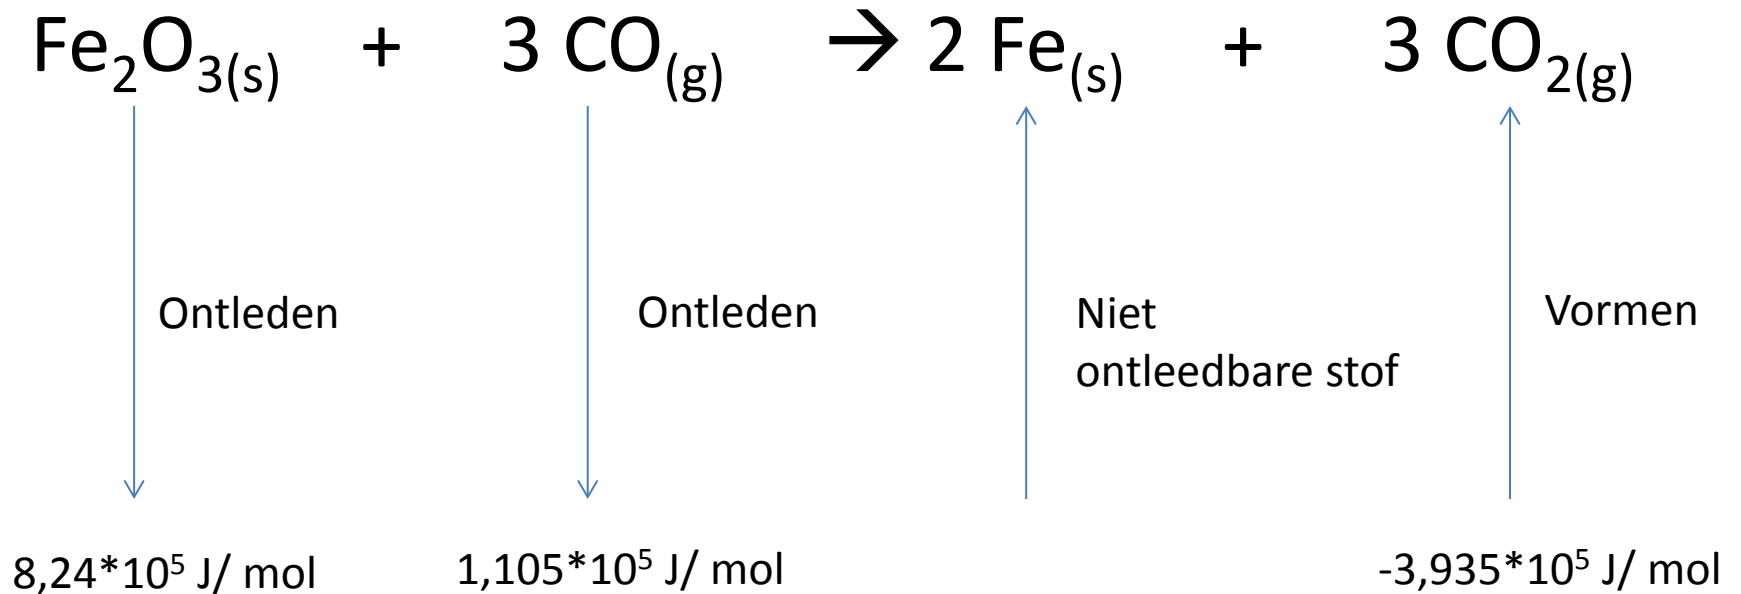 Fe₂O₃(s) + 3 CO(g) → 2 Fe(s) + 3 CO₂(g)
Ontleden
Ontleden
Niet
ontleedbare stof
Vormen
8,24*10⁵ J/ mol
1,105*10⁵ J/ mol
-3,935*10⁵ J/ mol